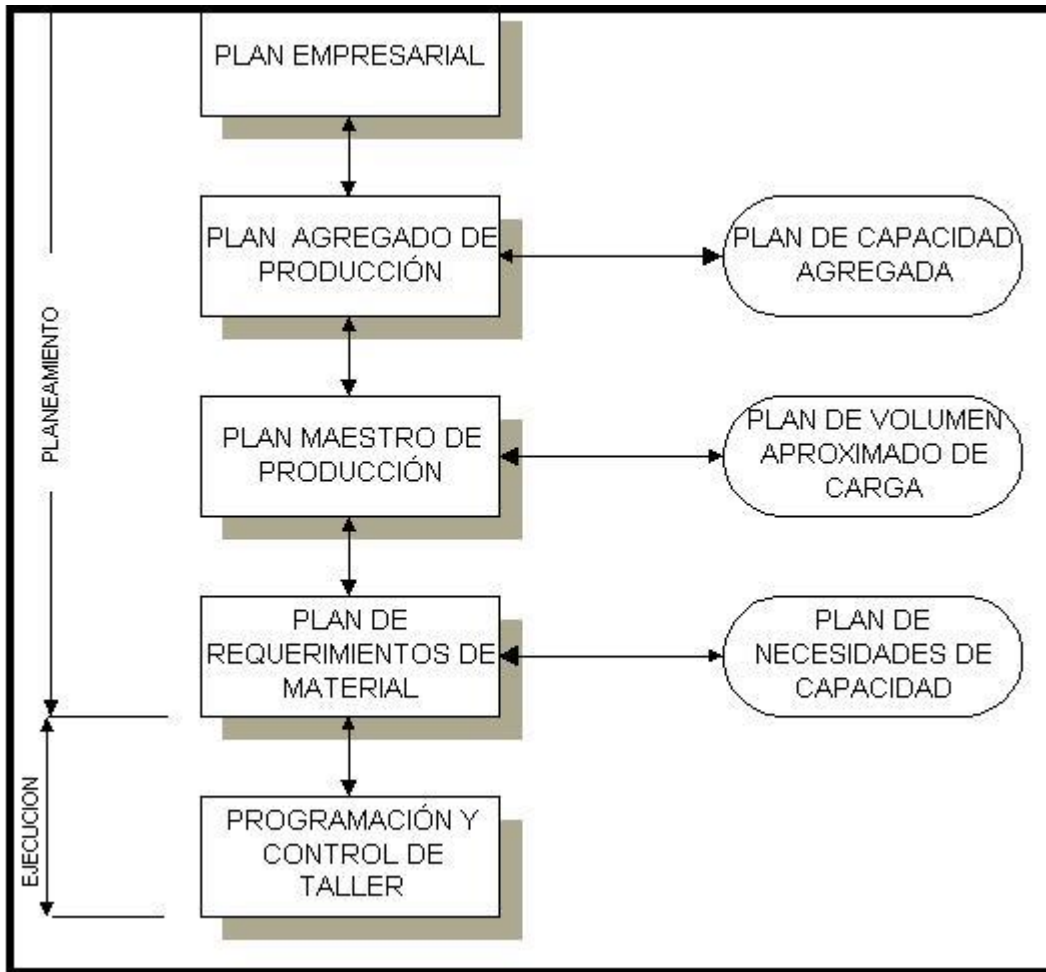 PLAN EMPRESARIAL
PLAN AGREGADO DE
PRODUCCIÓN
PLAN DE CAPACIDAD
AGREGADA
PLANEAMIENTO
PLAN MAESTRO DE
PRODUCCIÓN
PLAN DE VOLUMEN
APROXIMADO DE
CARGA
PLAN DE
REQUERIMIENTOS DE
MATERIAL
PLAN DE
NECESIDADES DE
CAPACIDAD
EJECUCION
PROGRAMACIÓN Y
CONTROL DE
TALLER